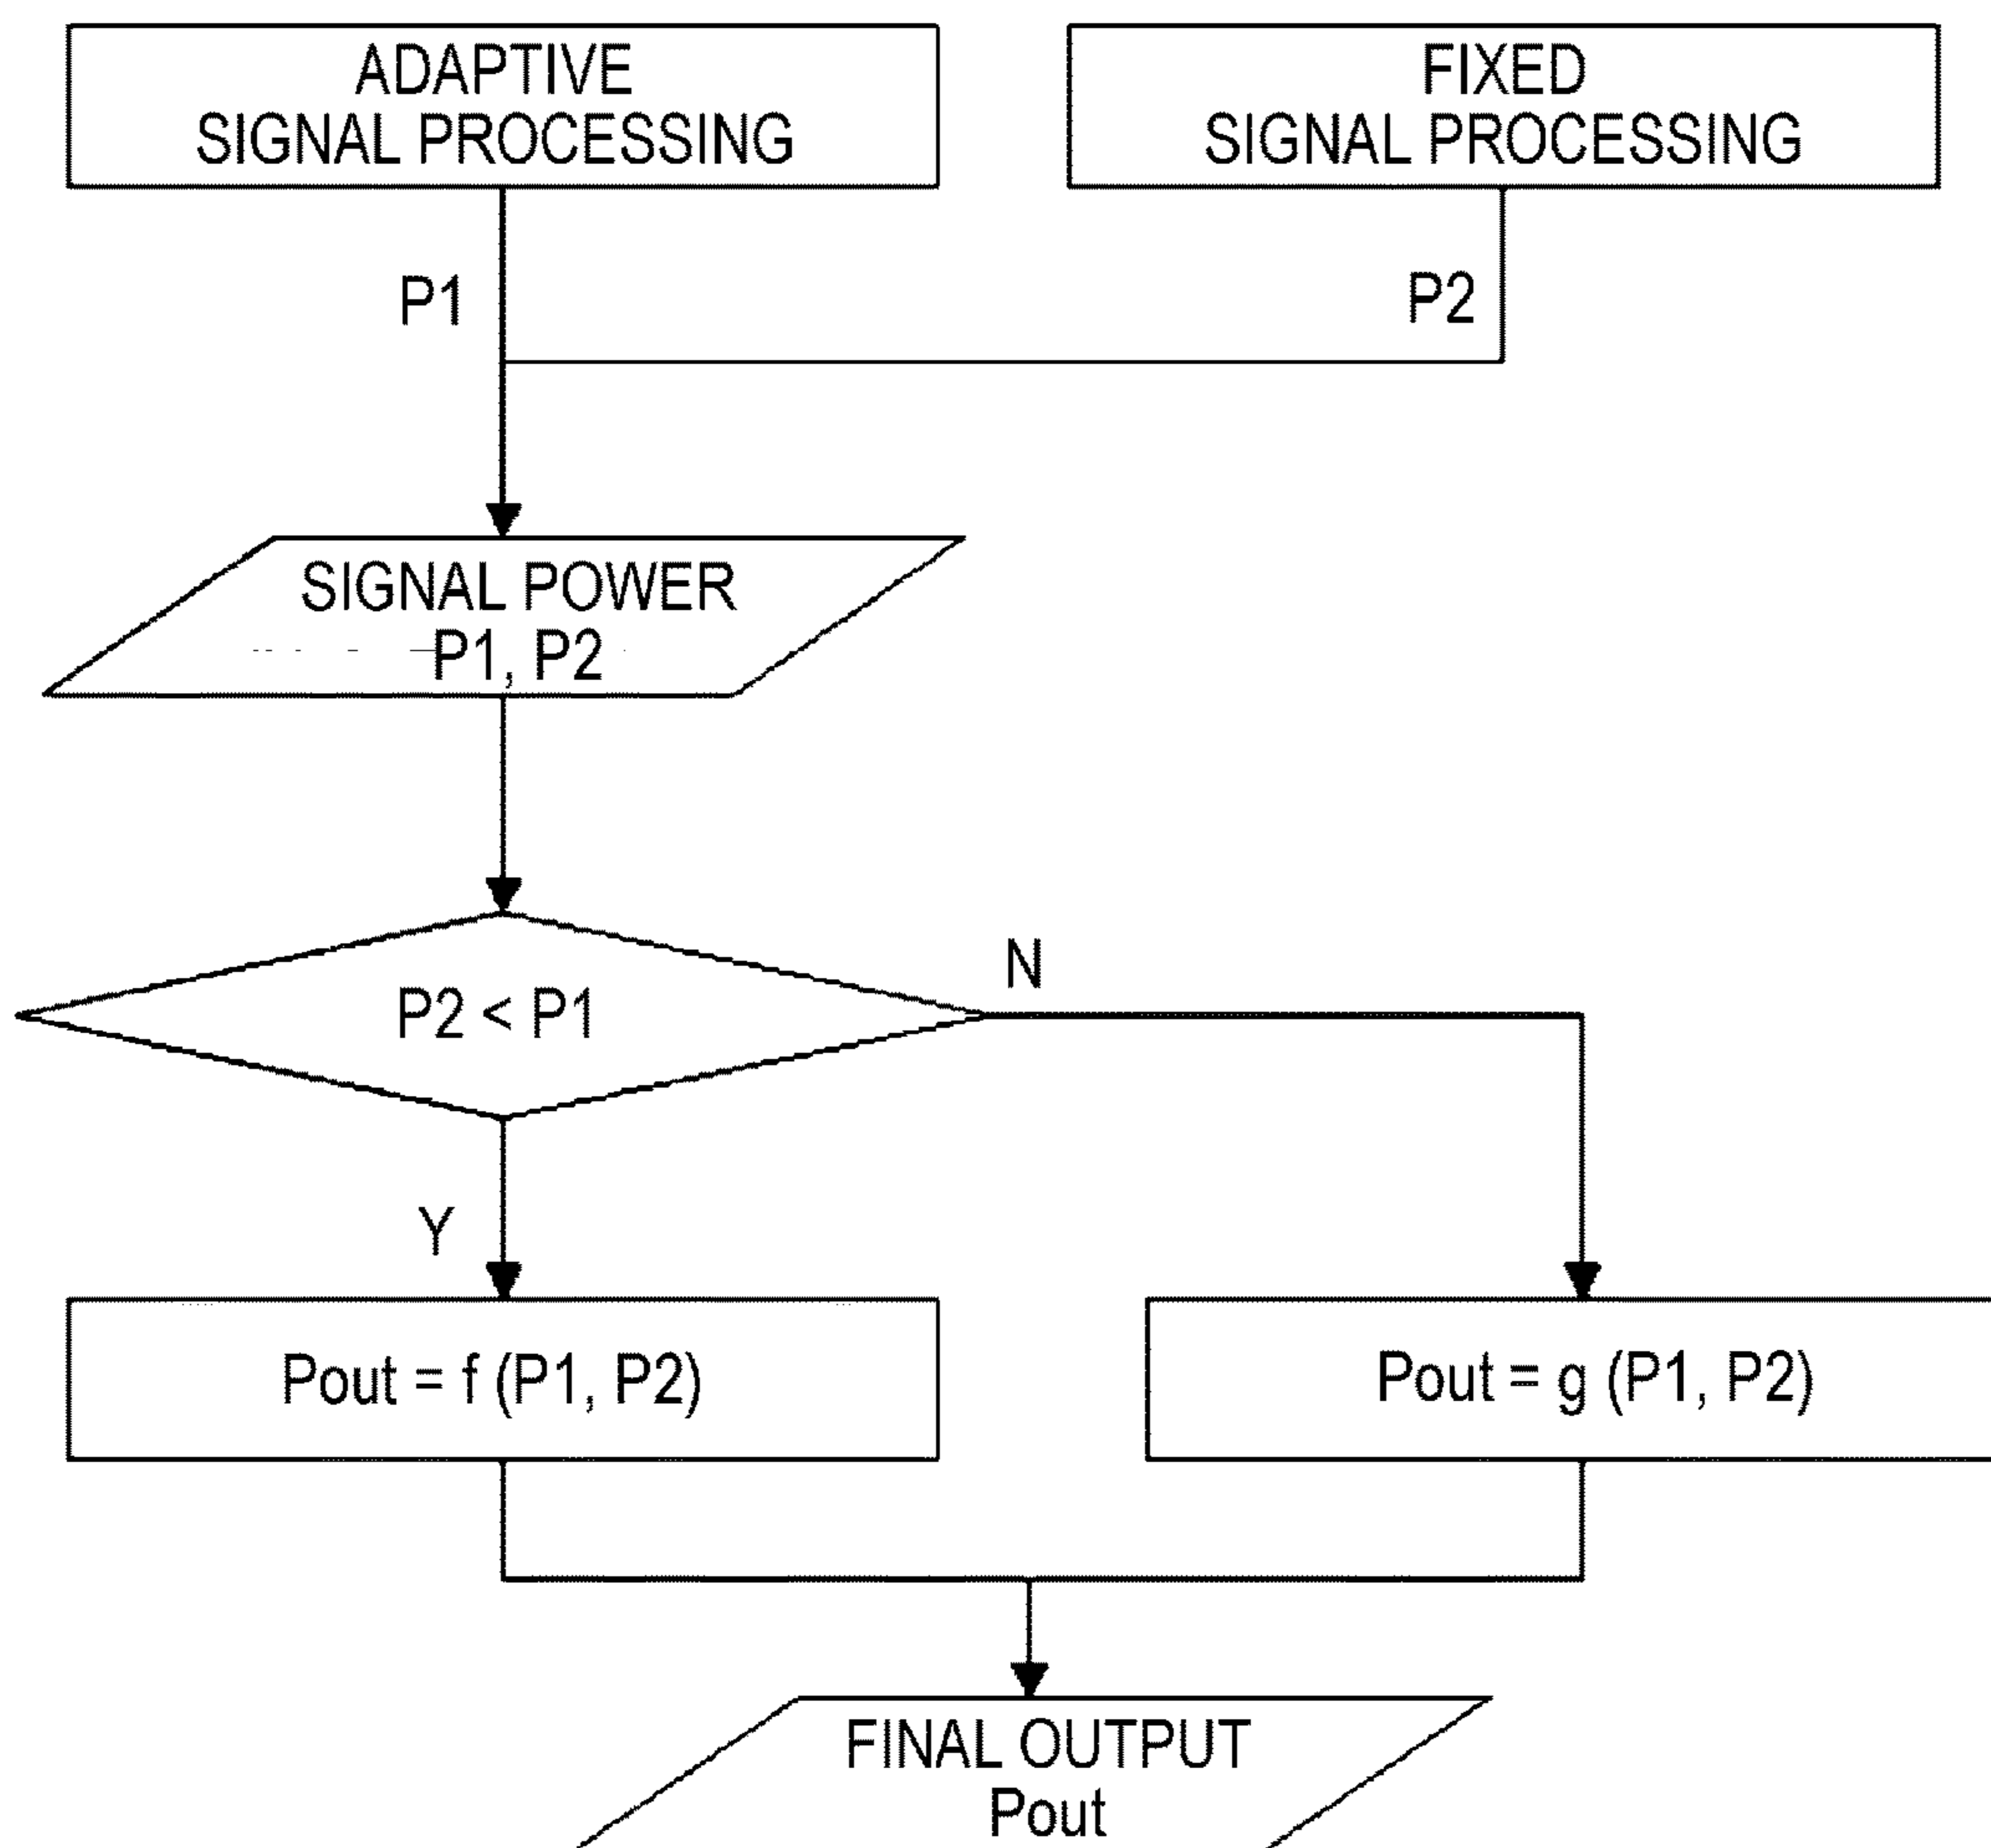 ADAPTIVE
SIGNAL PROCESSING
FIXED
SIGNAL PROCESSING
P1
P2
SIGNAL POWER
P1, P2
P2 < P1
N
Y
Pout = f (P1, P2)
Pout = g (P1, P2)
FINAL OUTPUT
Pout